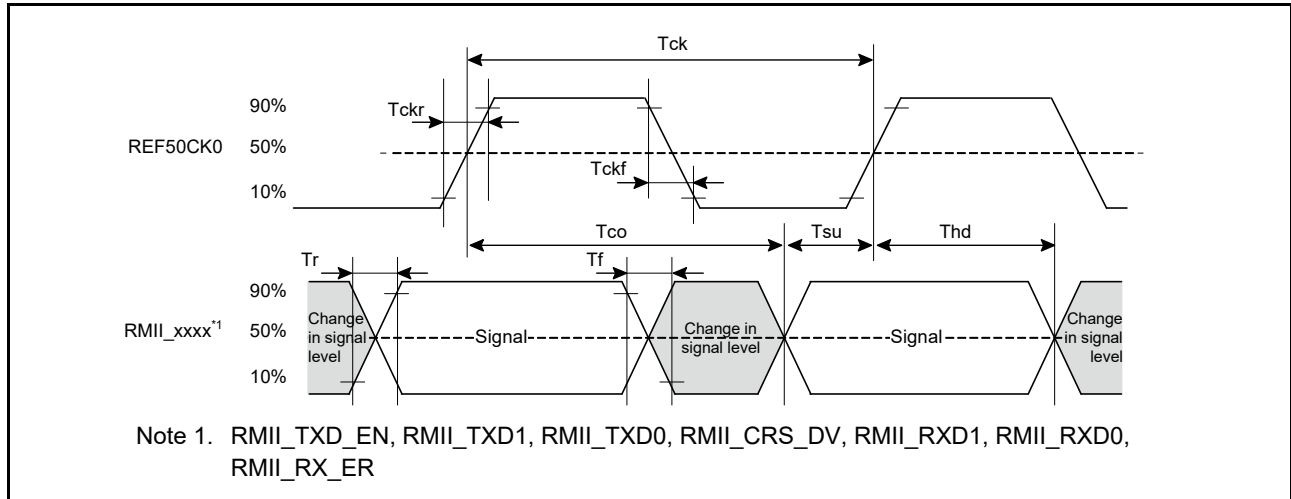 Tck
90%
Tckr
REF50CK0
50%
Tckf
10%
Tco
Tsu
Thd
Tr
Tf
90%
RMII_xxxx*1
50%
10%
Change
in signal
level
Signal
Change in
signal level
Signal
Change
in signal
level
Note 1. RMII_TXD_EN, RMII_TXD1, RMII_TXD0, RMII_CRS_DV, RMII_RXD1, RMII_RXD0,
RMII_RX_ER